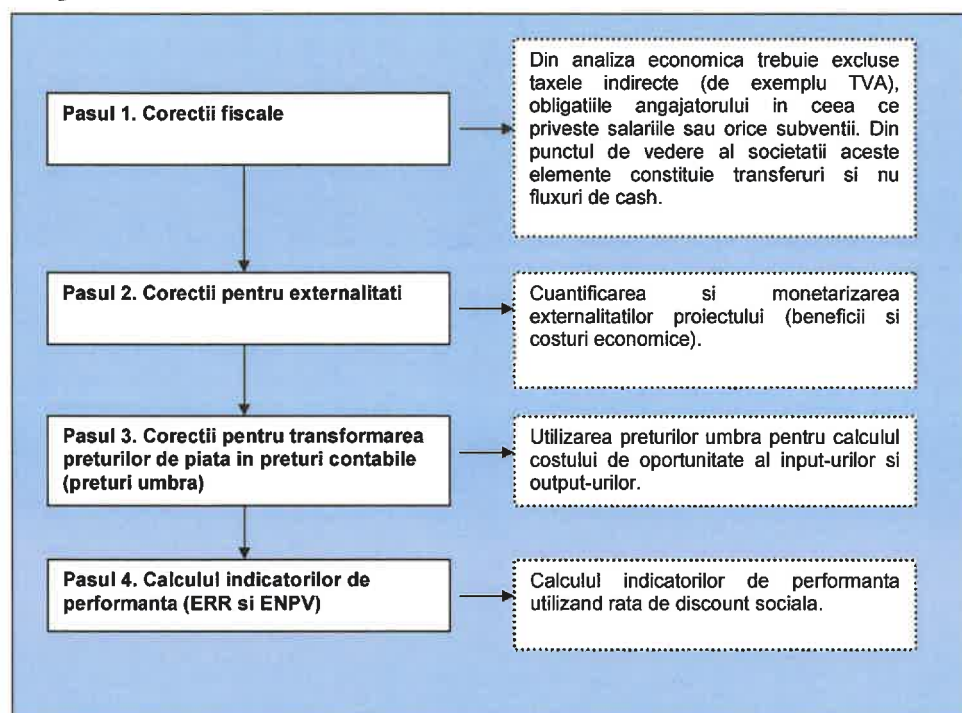 Pasul 1. Corectii fiscale
Din analiza economica trebuie excluse
taxele indirecte (de exemplu TVA),
obligatiile angajatorului in ceea ce
priveste salariile sau orice subventii. Din
punctul de vedere al societatii aceste
elemente constituie transferuri si nu
fluxuri de cash.
Pasul 2. Corectii pentru externalitati
Cuantificarea si monetarizarea
externalitatilor proiectului (beneficii si
costuri economice).
Pasul 3. Corectii pentru transformarea
preturilor de piata in preturi contabile
(preturi umbra)
Utilizarea preturilor umbra pentru calculul
costului de oportunitate al input-urilor si
output-urilor.
Pasul 4. Calculul indicatorilor de
performanta (ERR si ENPV)
Calculul indicatorilor de performanta
utilizand rata de discount sociala.